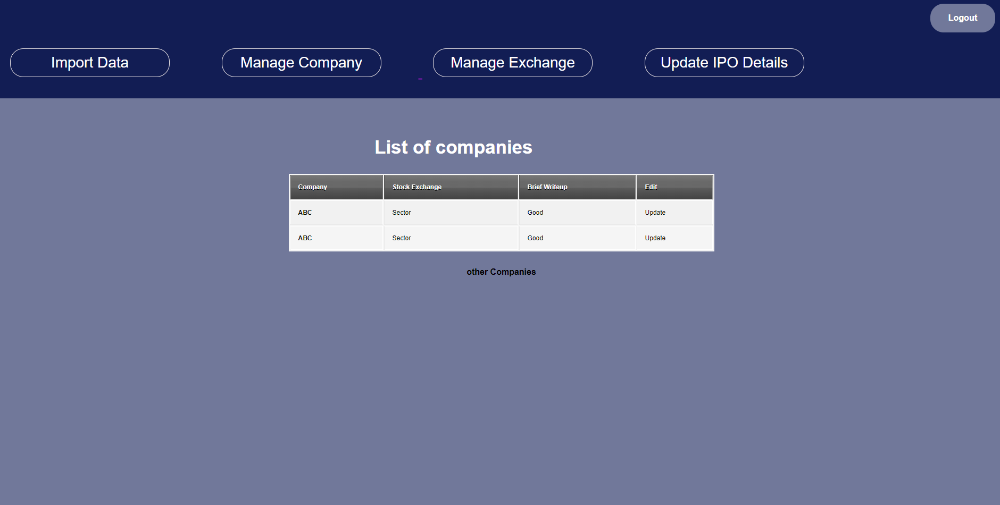 Logout
Import Data Manage Company Manage Exchange Update IPO Details
List of companies
Company Stock Exchange Brief Writeup Edit
ABC Sector Good Update
ABC Sector Good Update
other Companies